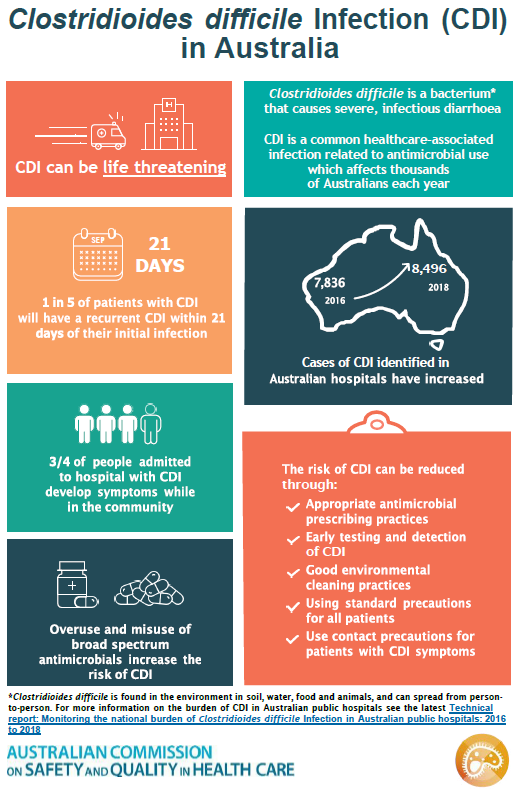 Clostridioides difficile Infection (CDI)
in Australia
CDI can be life threatening
Clostridioides difficile is a bacterium*
that causes severe, infectious diarrhoea
CDI is a common healthcare-associated
infection related to antimicrobial use
which affects thousands
of Australians each year
SEP
21
DAYS
1 in 5 of patients with CDI
will have a recurrent CDI within 21
days of their initial infection
7,836
2016
8,496
2018
Cases of CDI identified in
Australian hospitals have increased
3/4 of people admitted
to hospital with CDI
develop symptoms while
in the community
Overuse and misuse of
broad spectrum
antimicrobials increase the
risk of CDI
The risk of CDI can be reduced
through:
Appropriate antimicrobial
prescribing practices
Early testing and detection
of CDI
Good environmental
cleaning practices
Using standard precautions
for all patients
Use contact precautions for
patients with CDI symptoms
*Clostridioides difficile is found in the environment in soil, water, food and animals, and can spread from person-
to-person. For more information on the burden of CDI in Australian public hospitals see the latest Technical
report: Monitoring the national burden of Clostridioides difficile Infection in Australian public hospitals: 2016
to 2018
AUSTRALIAN COMMISSION
ON SAFETY AND QUALITY IN HEALTH CARE